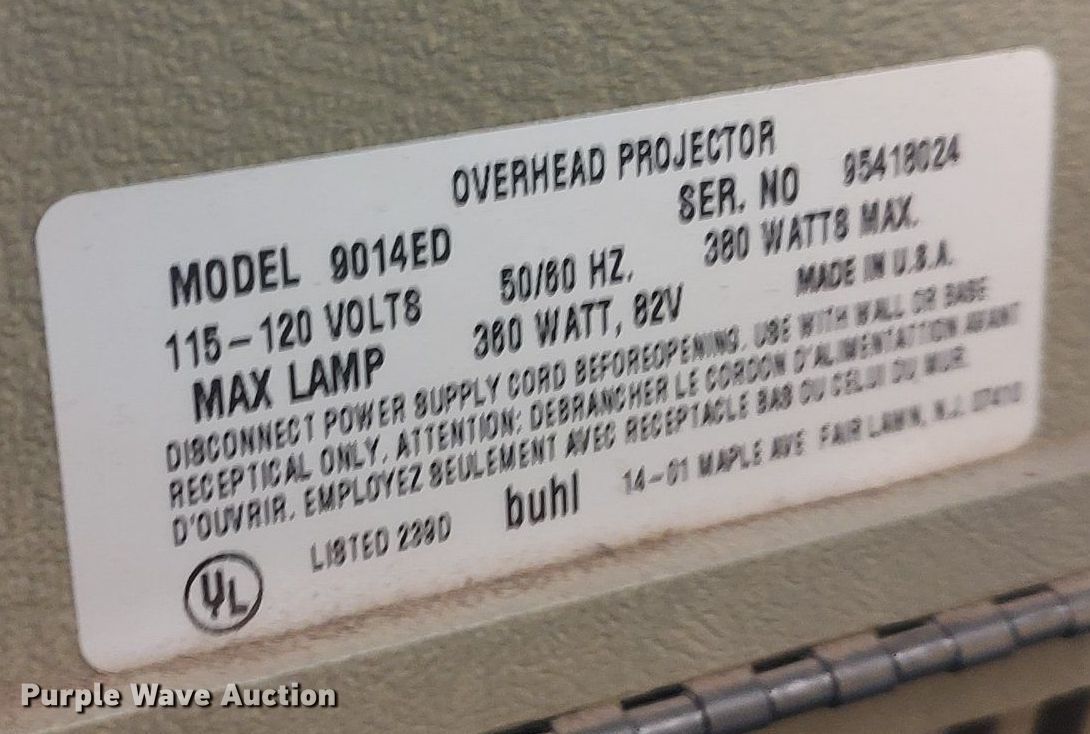 OVERHEAD PROJECTOR
MODEL 9014ED SER. NO 95418024
115-120 VOLTS 50/60 HZ. 380 WATTS MAX.
MAX LAMP 360 WATT, 82V MADE IN U.S.A.
DISCONNECT POWER SUPPLY CORD BEFOREOPENING. USE WITH WALL OR BASE
RECEPTICAL ONLY. ATTENTION: DEBRANCHER LE CORDON D'ALIMENTATTION AVANT
D'OUVRIR. EMPLOYEZ SEULEMENT AVEC RECEPTACLE BAS OU CELUI DU MUR.
UL LISTED 239D buhl 14-01 MAPLE AVE FAIR LAWN, N.J. 07410
Purple Wave Auction